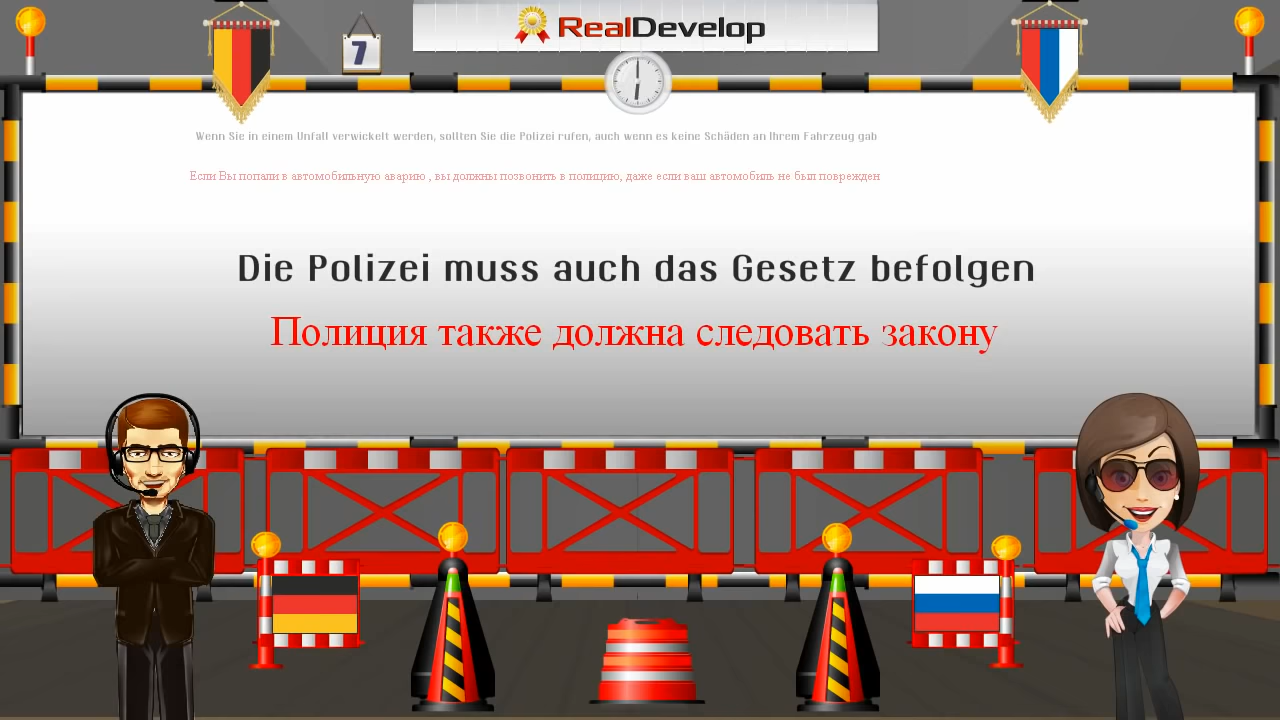 RealDevelop
7
Wenn Sie in einem Unfall verwickelt werden, sollten Sie die Polizei rufen, auch wenn es keine Schäden an Ihrem Fahrzeug gab
Если Вы попали в автомобильную аварию , вы должны позвонить в полицию, даже если ваш автомобиль не был поврежден
Die Polizei muss auch das Gesetz befolgen
Полиция также должна следовать закону